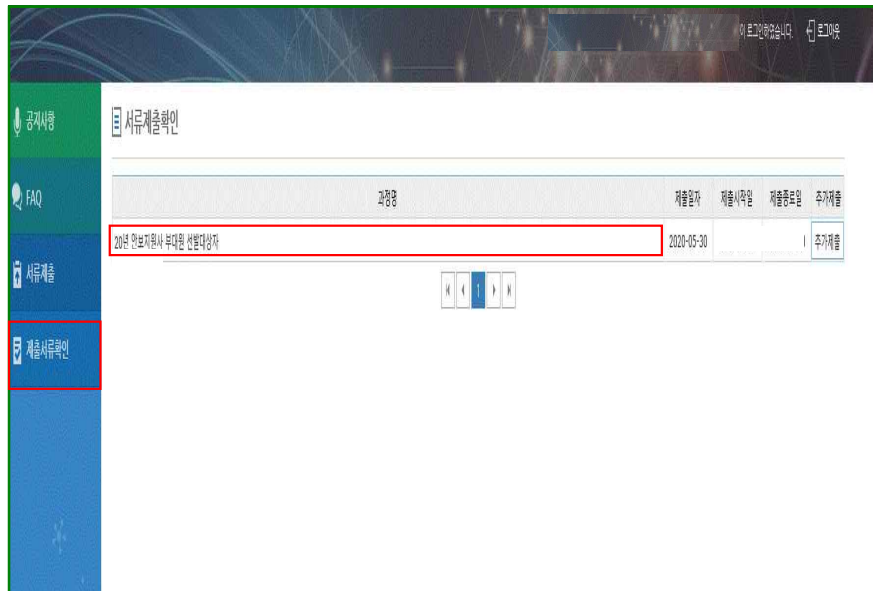 이 로그인하였습니다. 로그아웃
공지사항
FAQ
서류제출
제출서류확인
서류제출확인
과정명 제출일자 제출시작일 제출종료일 추가제출
20년 안보지원사 부대원 선발대상자 2020-05-30 추가제출
1